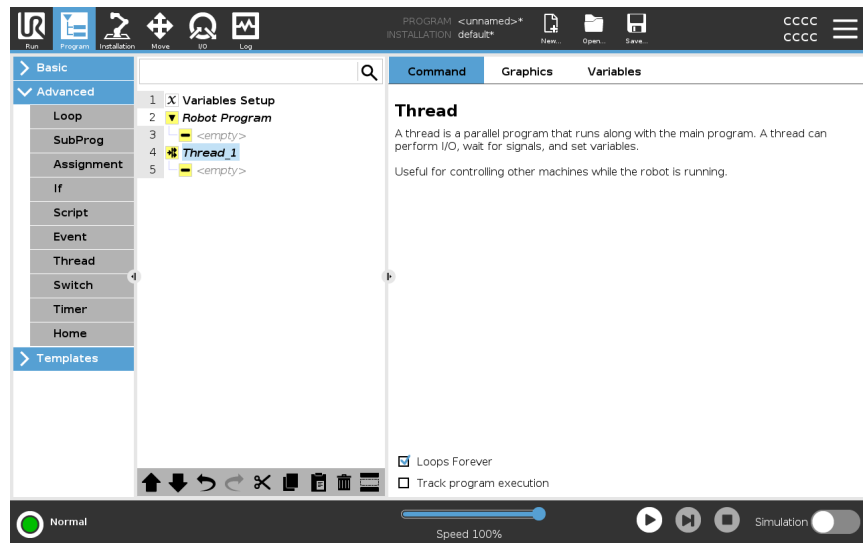 UR
PROGRAM <unnamed>*
INSTALLATION default*
Run Program Installation Move I/O Log New... Open... Save...
CCCC
CCCC
Basic
Advanced
Loop
SubProg
Assignment
If
Script
Event
Thread
Switch
Timer
Home
Templates
1 X Variables Setup
2 Robot Program
3 <empty>
4 Thread_1
5 <empty>
Command Graphics Variables
Thread
A thread is a parallel program that runs along with the main program. A thread can
perform I/O, wait for signals, and set variables.
Useful for controlling other machines while the robot is running.
Loops Forever
Track program execution
Normal
Speed 100%
Simulation